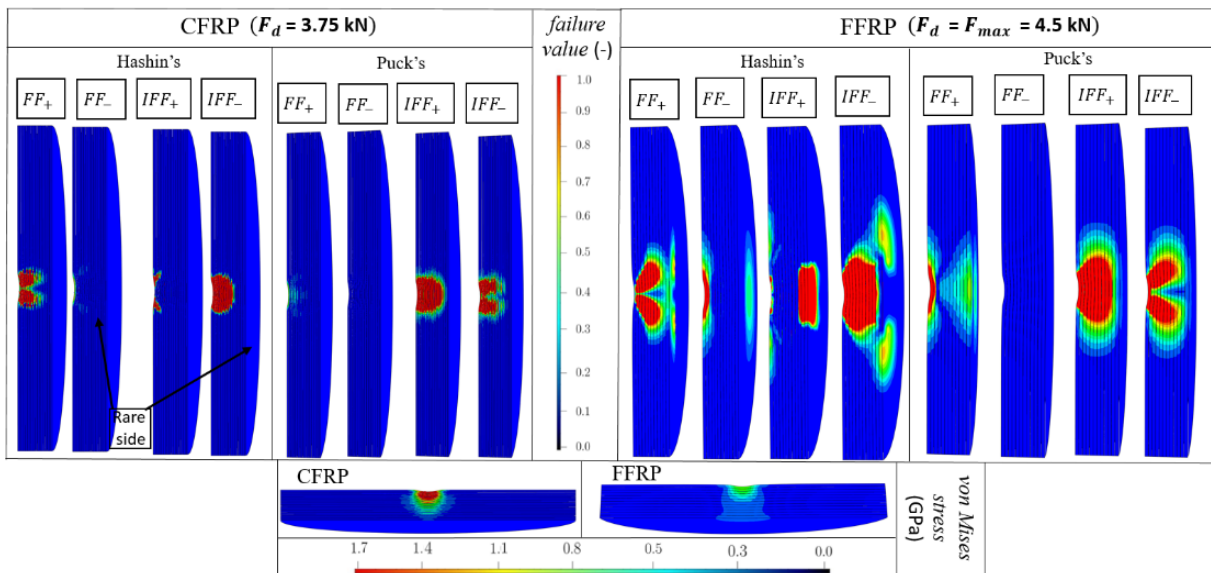 CFRP (F_d = 3.75 kN)
failure
value (-)
FFRP (F_d = F_max = 4.5 kN)
Hashin's
Puck's
Hashin's
Puck's
FF₊
FF₋
IFF₊
IFF₋
FF₊
FF₋
IFF₊
IFF₋
FF₊
FF₋
IFF₊
IFF₋
FF₊
FF₋
IFF₊
IFF₋
1.0
0.9
0.8
0.7
0.6
0.5
0.4
0.3
0.2
0.1
0.0
Rare
side
CFRP
FFRP
von Mises
stress
(GPa)
1.7 1.4 1.1 0.8 0.5 0.3 0.0